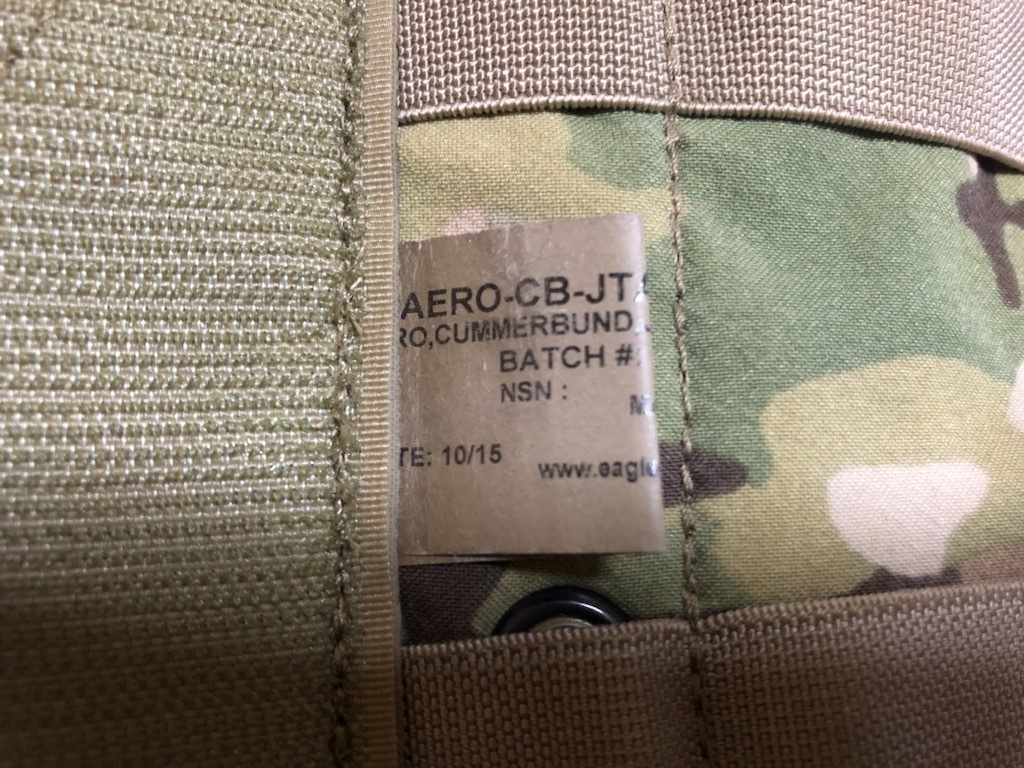 AERO-CB-JT
RO,CUMMERBUND,
BATCH #:
NSN :
M
TE: 10/15
www.eagle